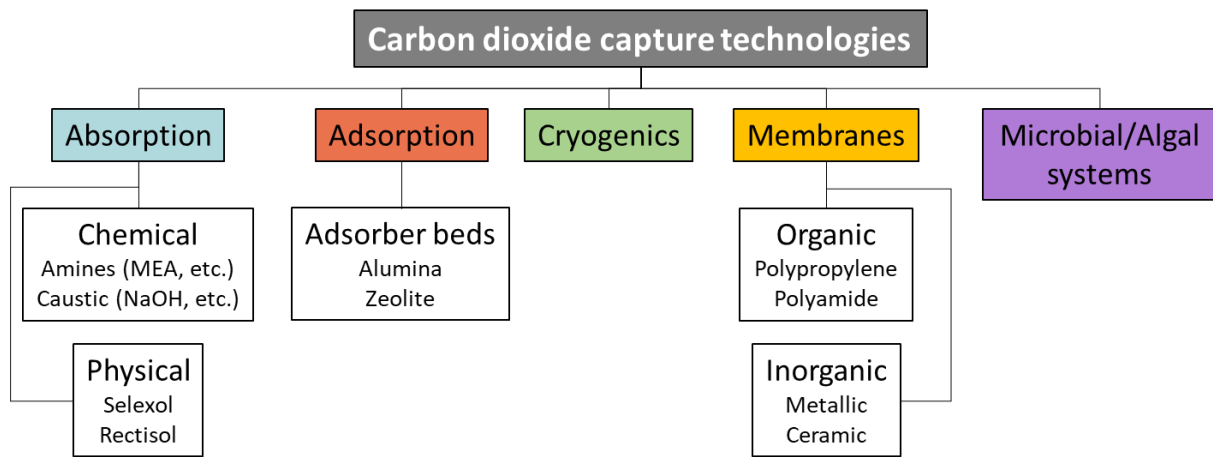 Carbon dioxide capture technologies
Absorption
Adsorption
Cryogenics
Membranes
Microbial/Algal
systems
Chemical
Amines (MEA, etc.)
Caustic (NaOH, etc.)
Adsorber beds
Alumina
Zeolite
Organic
Polypropylene
Polyamide
Physical
Selexol
Rectisol
Inorganic
Metallic
Ceramic